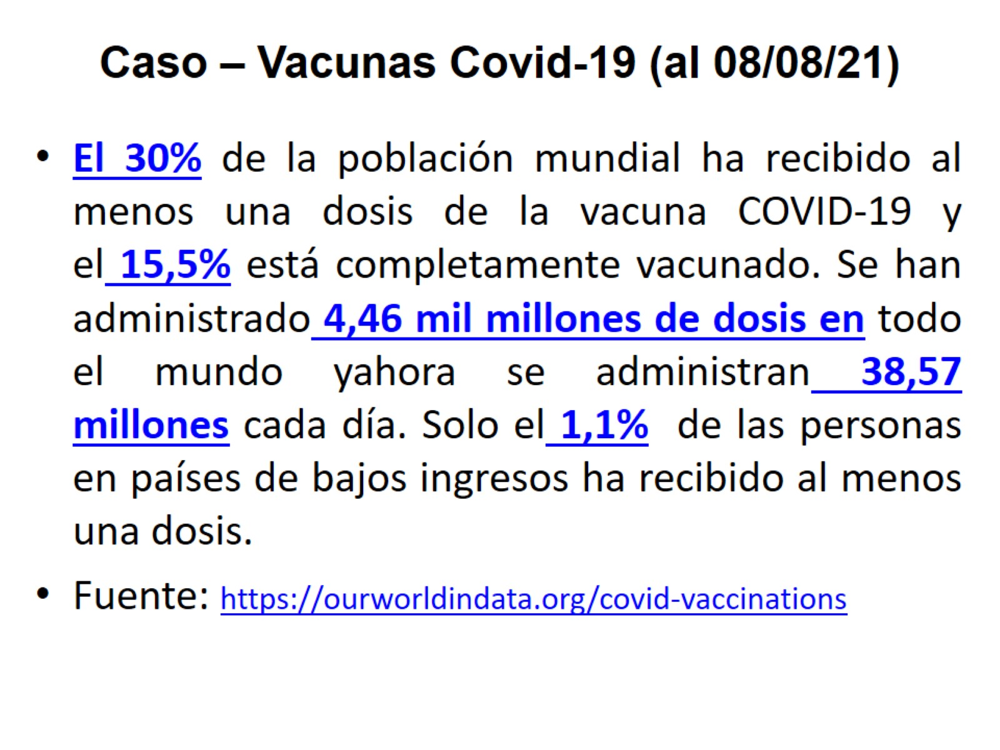 Caso – Vacunas Covid-19 (al 08/08/21)
• El 30% de la población mundial ha recibido al
menos una dosis de la vacuna COVID-19 y
el 15,5% está completamente vacunado. Se han
administrado 4,46 mil millones de dosis en todo
el mundo yahora se administran 38,57
millones cada día. Solo el 1,1% de las personas
en países de bajos ingresos ha recibido al menos
una dosis.
• Fuente: https://ourworldindata.org/covid-vaccinations